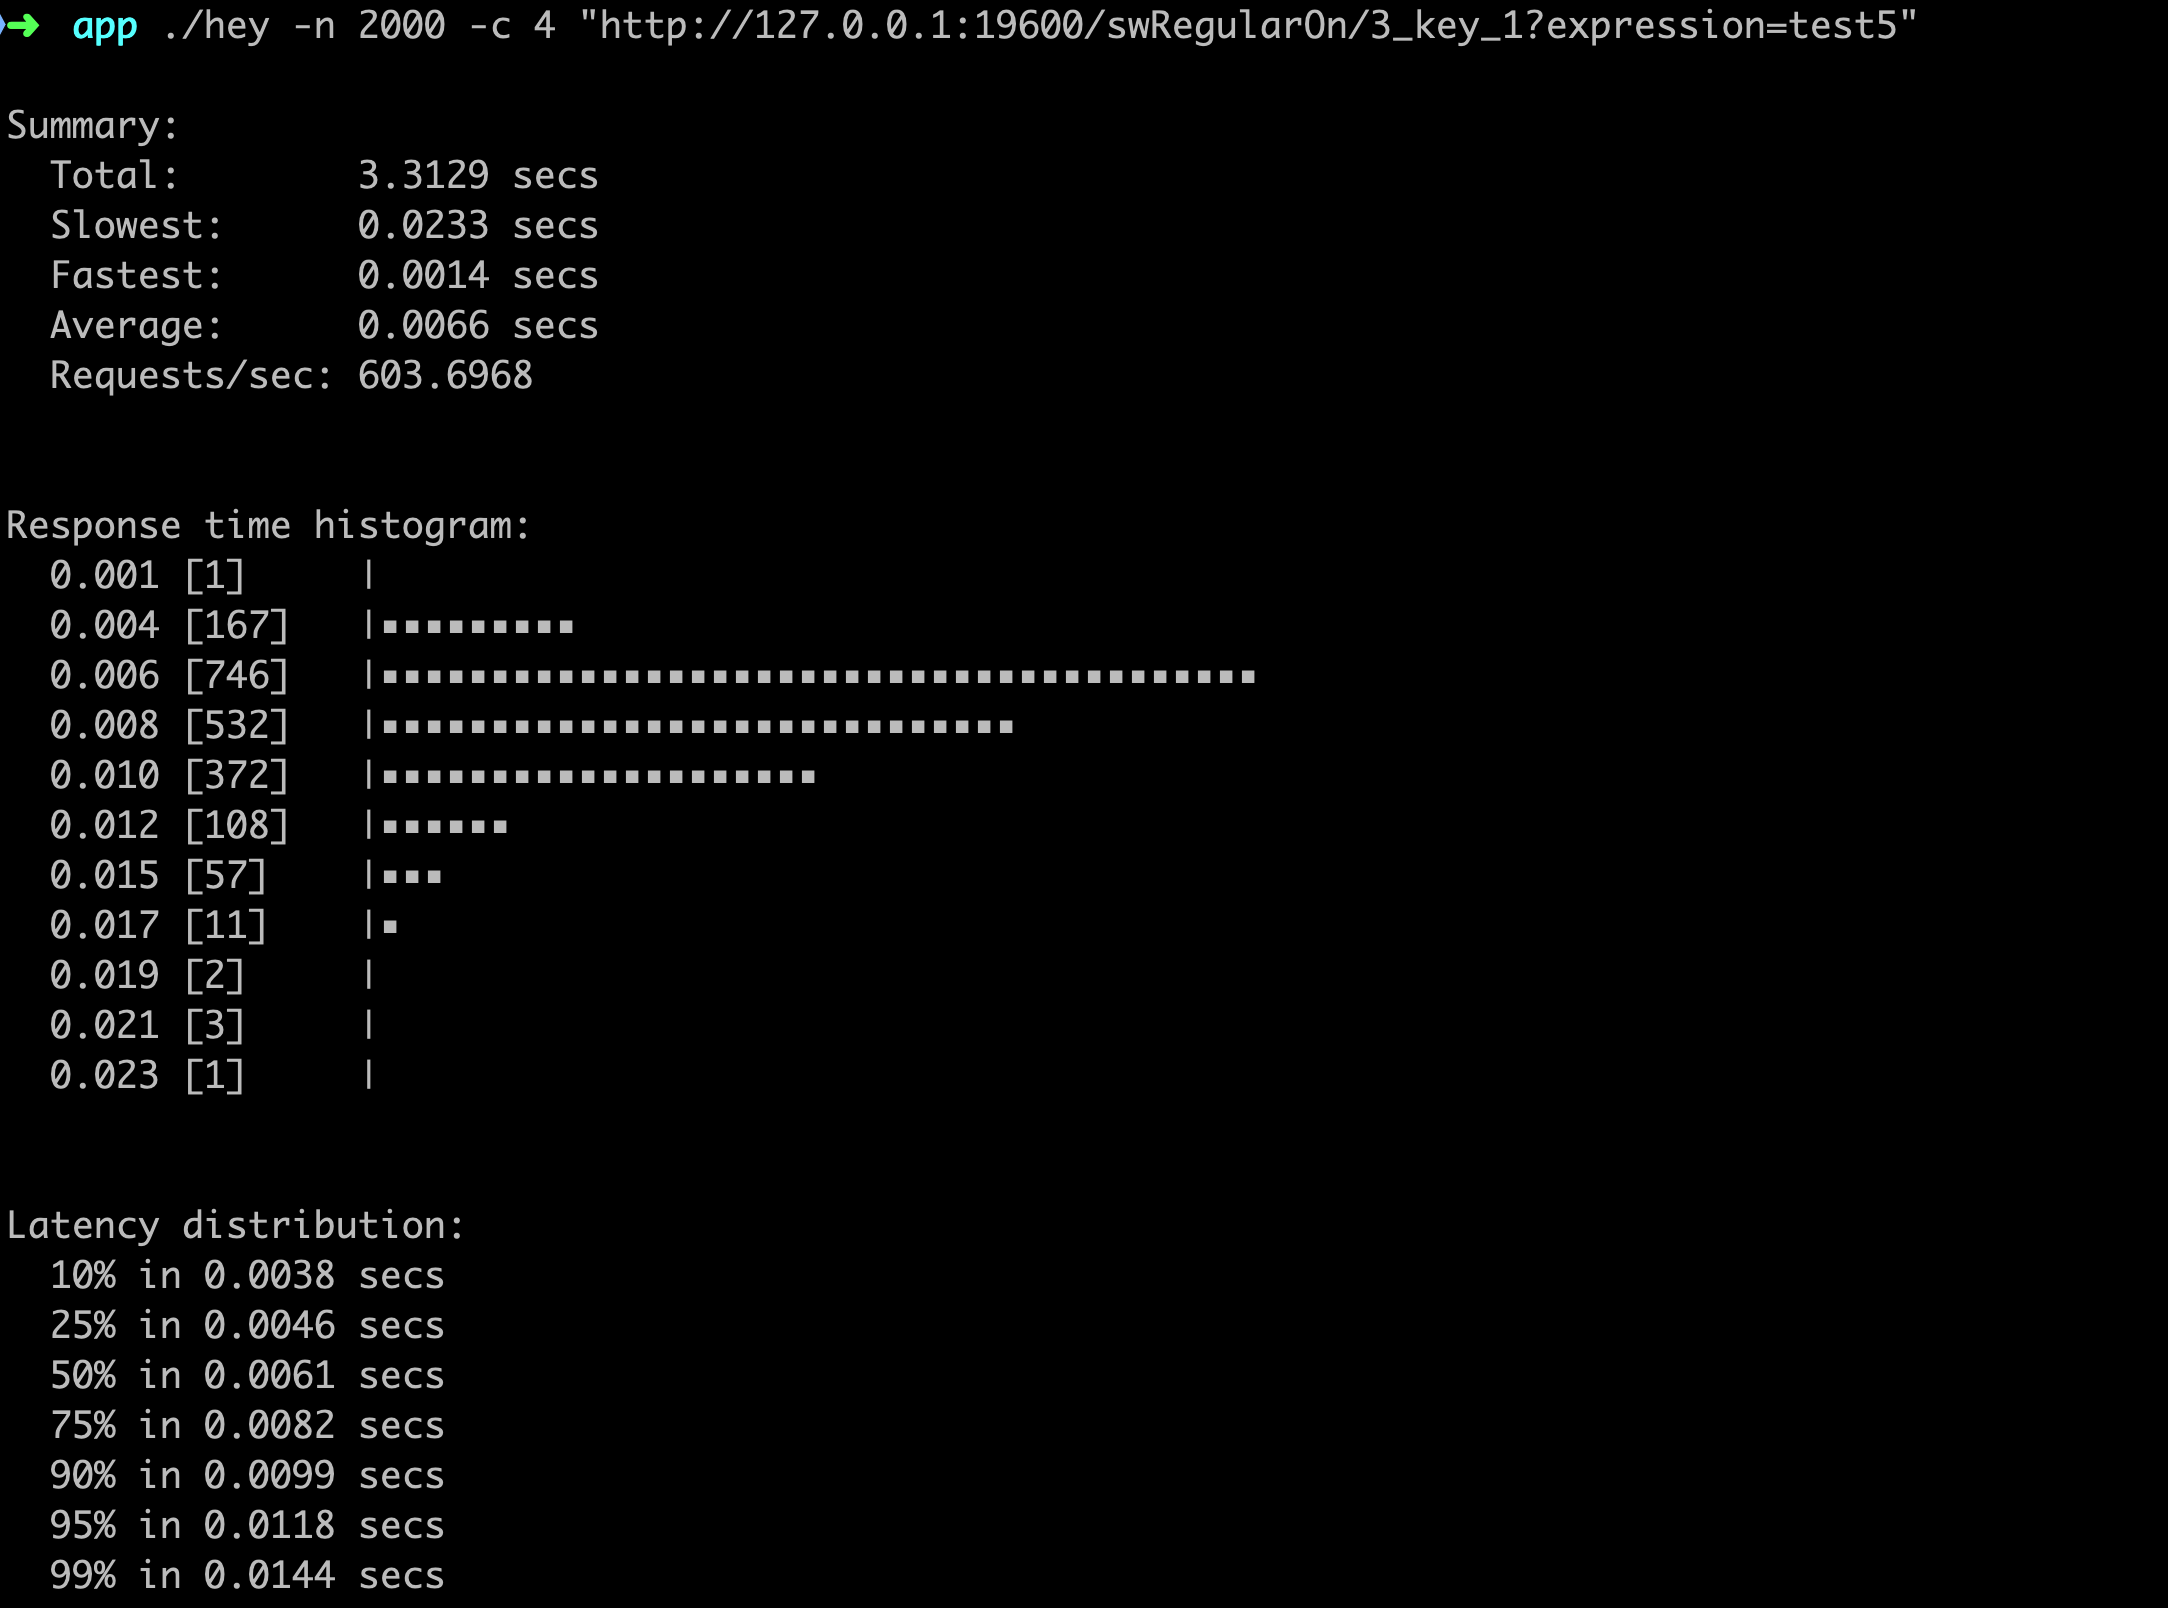 ➜ app ./hey -n 2000 -c 4 "http://127.0.0.1:19600/swRegularOn/3_key_1?expression=test5"
Summary:
Total: 3.3129 secs
Slowest: 0.0233 secs
Fastest: 0.0014 secs
Average: 0.0066 secs
Requests/sec: 603.6968
Response time histogram:
0.001 [1] |
0.004 [167] |■■■■■■■■■
0.006 [746] |■■■■■■■■■■■■■■■■■■■■■■■■■■■■■■■■■■■■■■■■
0.008 [532] |■■■■■■■■■■■■■■■■■■■■■■■■■■■■■
0.010 [372] |■■■■■■■■■■■■■■■■■■■■
0.012 [108] |■■■■■■
0.015 [57] |■■■
0.017 [11] |■
0.019 [2] |
0.021 [3] |
0.023 [1] |
Latency distribution:
10% in 0.0038 secs
25% in 0.0046 secs
50% in 0.0061 secs
75% in 0.0082 secs
90% in 0.0099 secs
95% in 0.0118 secs
99% in 0.0144 secs